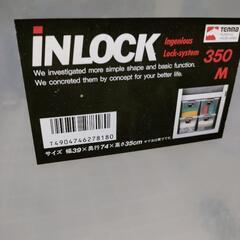 INLOCK
Ingenious
Lock-system
TENMA
350
M
We investigated more simple shape and basic function.
We concreted them by concept for your better life.
T4904746278180
サイズ 幅39×奥行74×高さ35cm